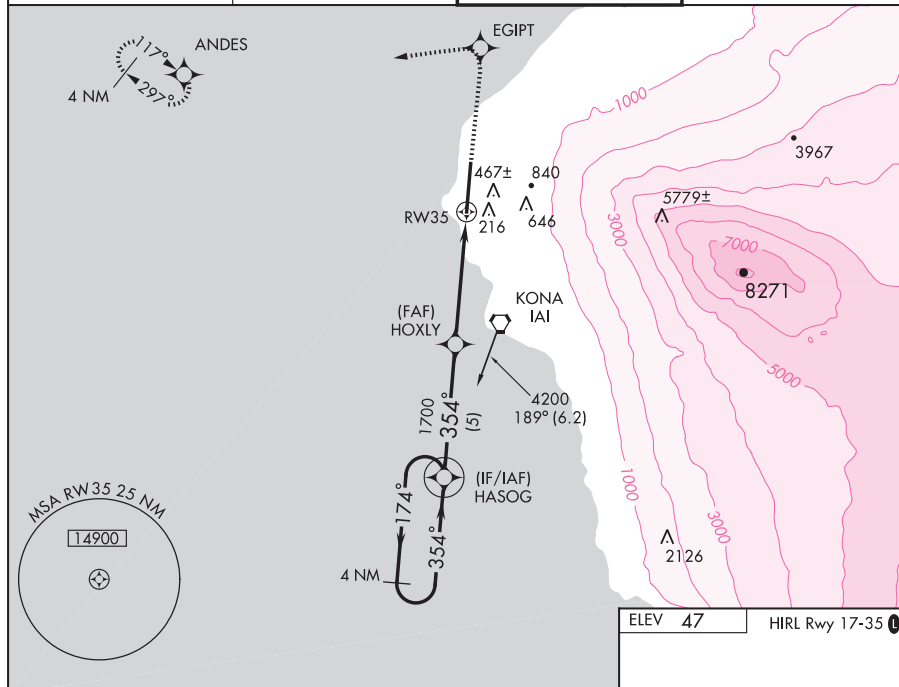 EGIPT
ANDES
117°
297°
4 NM
1000
3967
467±
840
5779±
RW35
216
646
3000
7000
8271
KONA
IAI
(FAF)
HOXLY
5000
4200
189° (6.2)
1700
354°
(5)
(IF/IAF)
HASOG
174°
354°
4 NM
1000
3000
2126
MSA RW35 25 NM
14900
ELEV 47
HIRL Rwy 17-35 L